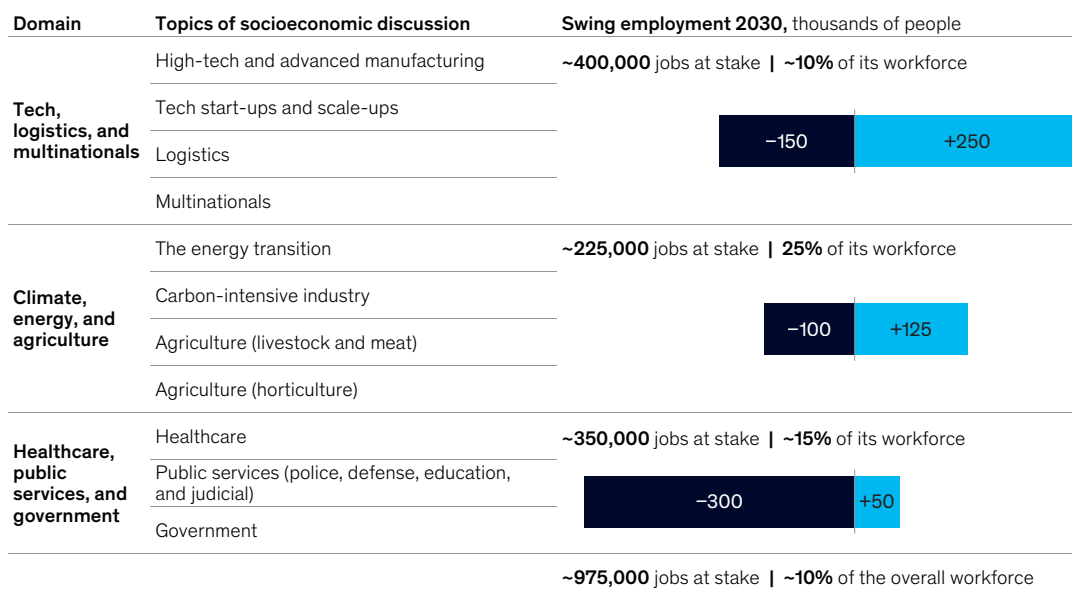 Domain
Topics of socioeconomic discussion
Swing employment 2030, thousands of people
Tech,
logistics, and
multinationals
High-tech and advanced manufacturing
Tech start-ups and scale-ups
Logistics
Multinationals
~400,000 jobs at stake | ~10% of its workforce
−150
+250
Climate,
energy, and
agriculture
The energy transition
Carbon-intensive industry
Agriculture (livestock and meat)
Agriculture (horticulture)
~225,000 jobs at stake | 25% of its workforce
−100
+125
Healthcare,
public
services, and
government
Healthcare
Public services (police, defense, education,
and judicial)
Government
~350,000 jobs at stake | ~15% of its workforce
−300
+50
~975,000 jobs at stake | ~10% of the overall workforce